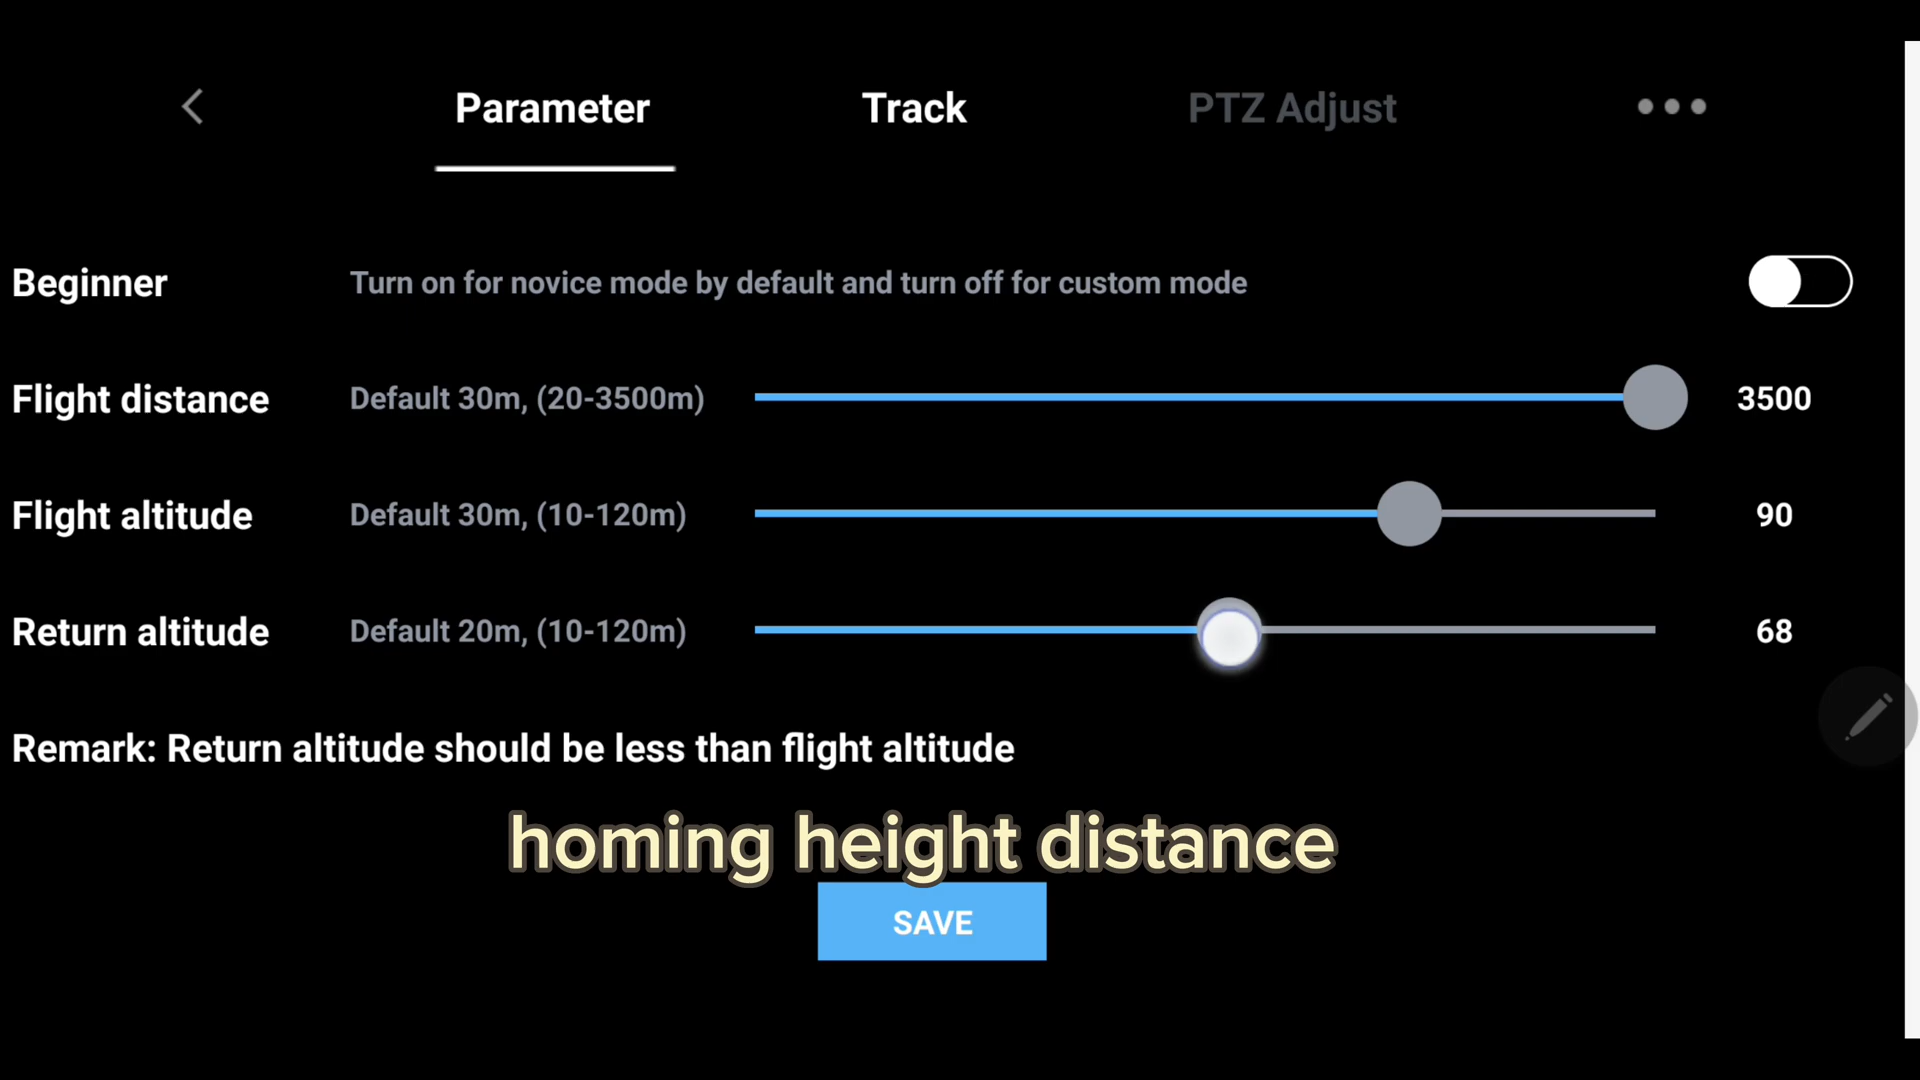 Parameter Track PTZ Adjust
Beginner Turn on for novice mode by default and turn off for custom mode
Flight distance Default 30m, (20-3500m) 3500
Flight altitude Default 30m, (10-120m) 90
Return altitude Default 20m, (10-120m) 68
Remark: Return altitude should be less than flight altitude
homing height distance
SAVE